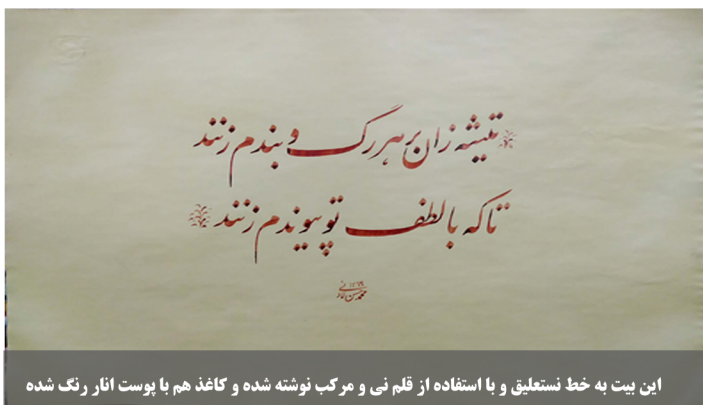 تیشه زان بر هر رگ و بندم زنند
تا که با لطف تو پیوندم زنند
محمدحسن
این بیت به خط نستعلیق و با استفاده از قلم نی و مرکب نوشته شده و کاغذ هم با پوست انار رنگ شده